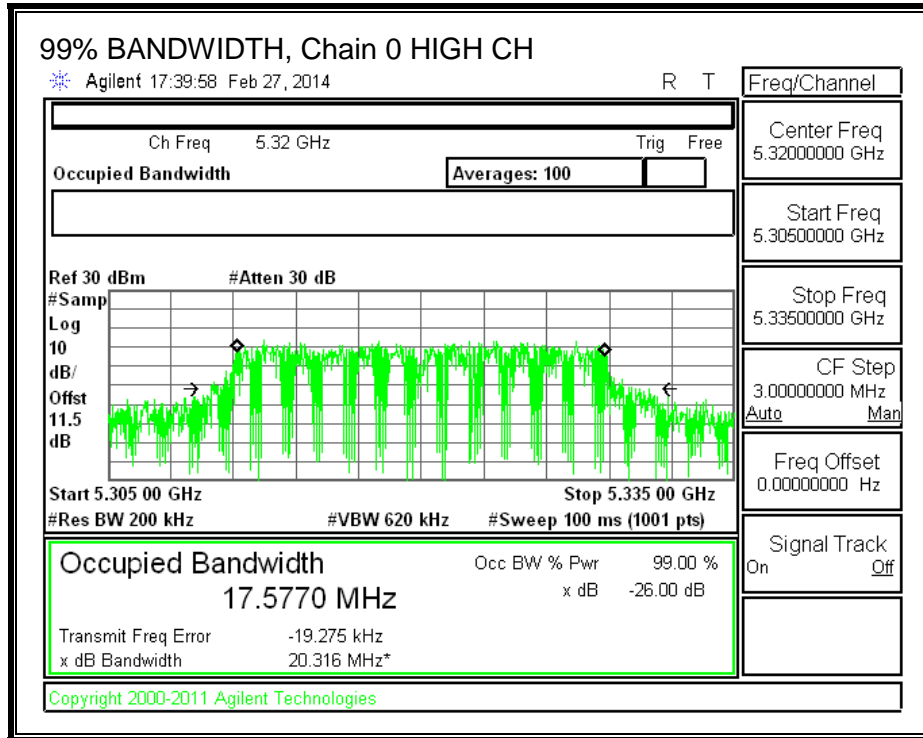 99% BANDWIDTH, Chain 0 HIGH CH
Agilent 17:39:58 Feb 27, 2014 R T
Freq/Channel
Ch Freq 5.32 GHz Trig Free
Occupied Bandwidth Averages: 100
Center Freq
5.32000000 GHz
Start Freq
5.30500000 GHz
Stop Freq
5.33500000 GHz
CF Step
3.00000000 MHz
Auto Man
Freq Offset
0.00000000 Hz
Signal Track
On Off
Ref 30 dBm #Atten 30 dB
#Samp
Log
10
dB/
Offst
11.5
dB
Start 5.305 00 GHz Stop 5.335 00 GHz
#Res BW 200 kHz #VBW 620 kHz #Sweep 100 ms (1001 pts)
Occupied Bandwidth Occ BW % Pwr 99.00 %
17.5770 MHz x dB -26.00 dB
Transmit Freq Error -19.275 kHz
x dB Bandwidth 20.316 MHz*
Copyright 2000-2011 Agilent Technologies